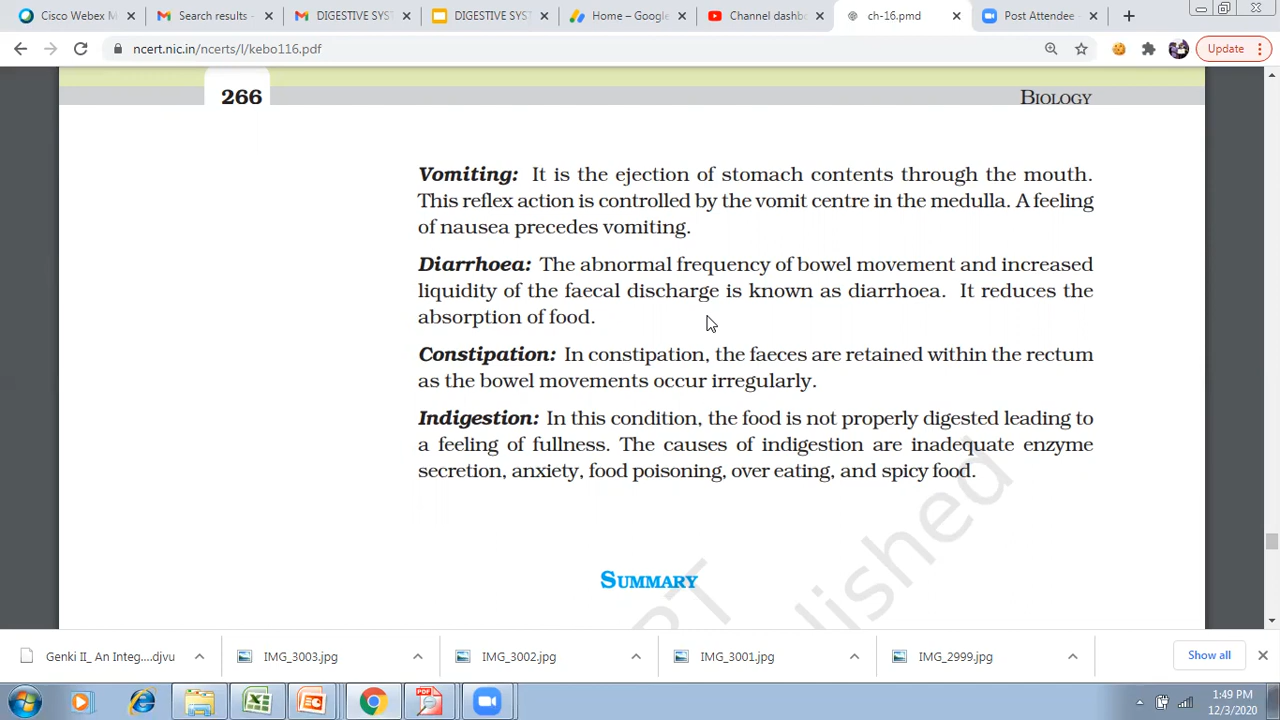 Cisco Webex M
Search results -
DIGESTIVE SYST
DIGESTIVE SYST
Home – Google
Channel dashbo
ch-16.pmd
Post Attendee -
ncert.nic.in/ncerts/l/kebo116.pdf
Update
266
BIOLOGY
Vomiting: It is the ejection of stomach contents through the mouth.
This reflex action is controlled by the vomit centre in the medulla. A feeling
of nausea precedes vomiting.
Diarrhoea: The abnormal frequency of bowel movement and increased
liquidity of the faecal discharge is known as diarrhoea. It reduces the
absorption of food.
Constipation: In constipation, the faeces are retained within the rectum
as the bowel movements occur irregularly.
Indigestion: In this condition, the food is not properly digested leading to
a feeling of fullness. The causes of indigestion are inadequate enzyme
secretion, anxiety, food poisoning, over eating, and spicy food.
SUMMARY
Genki II_ An Integ....djvu
IMG_3003.jpg
IMG_3002.jpg
IMG_3001.jpg
IMG_2999.jpg
Show all
1:49 PM
12/3/2020